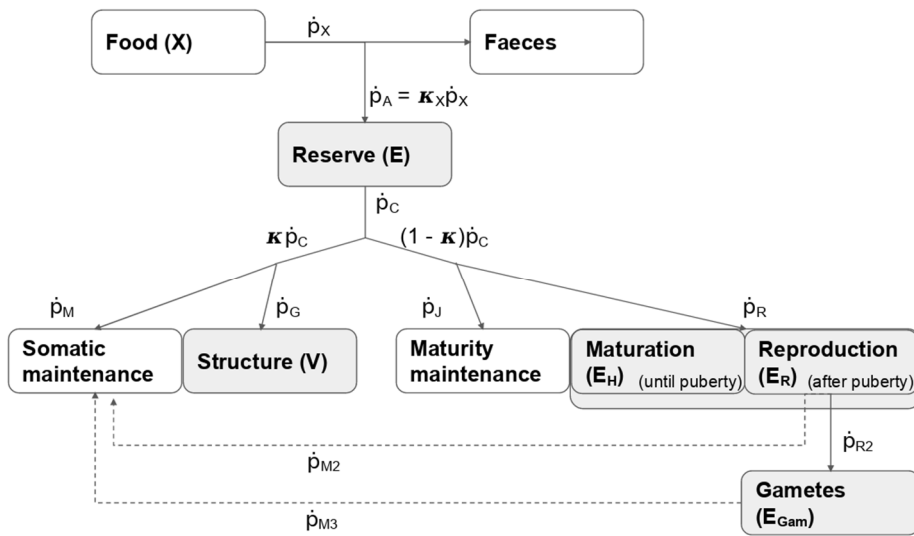 ṗX
Food (X)
Faeces
ṗA = κXṗX
Reserve (E)
ṗC
κṗC
(1 - κ)ṗC
ṗM
ṗG
ṗJ
ṗR
Somatic
maintenance
Structure (V)
Maturity
maintenance
Maturation
(EH) (until puberty)
Reproduction
(ER) (after puberty)
ṗR2
ṗM2
Gametes
(EGam)
ṗM3